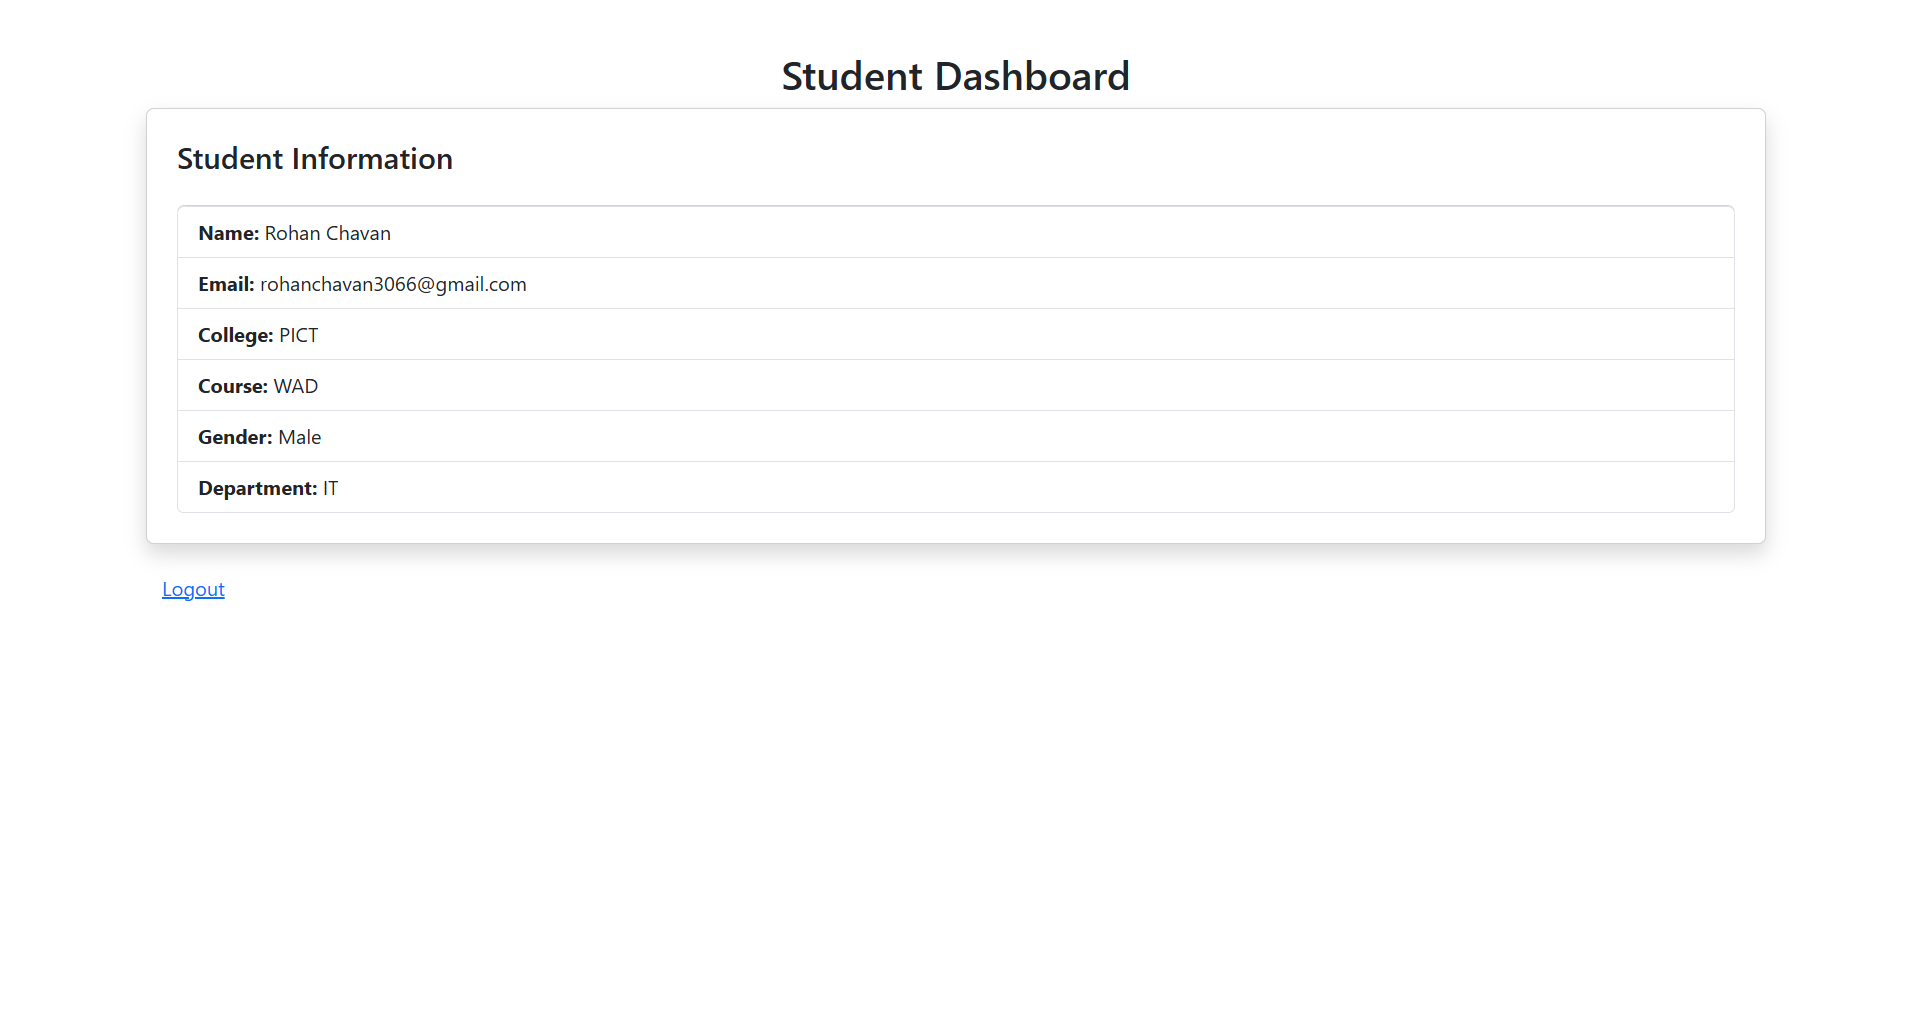 Student Dashboard
Student Information
Name: Rohan Chavan
Email: rohanchavan3066@gmail.com
College: PICT
Course: WAD
Gender: Male
Department: IT
Logout